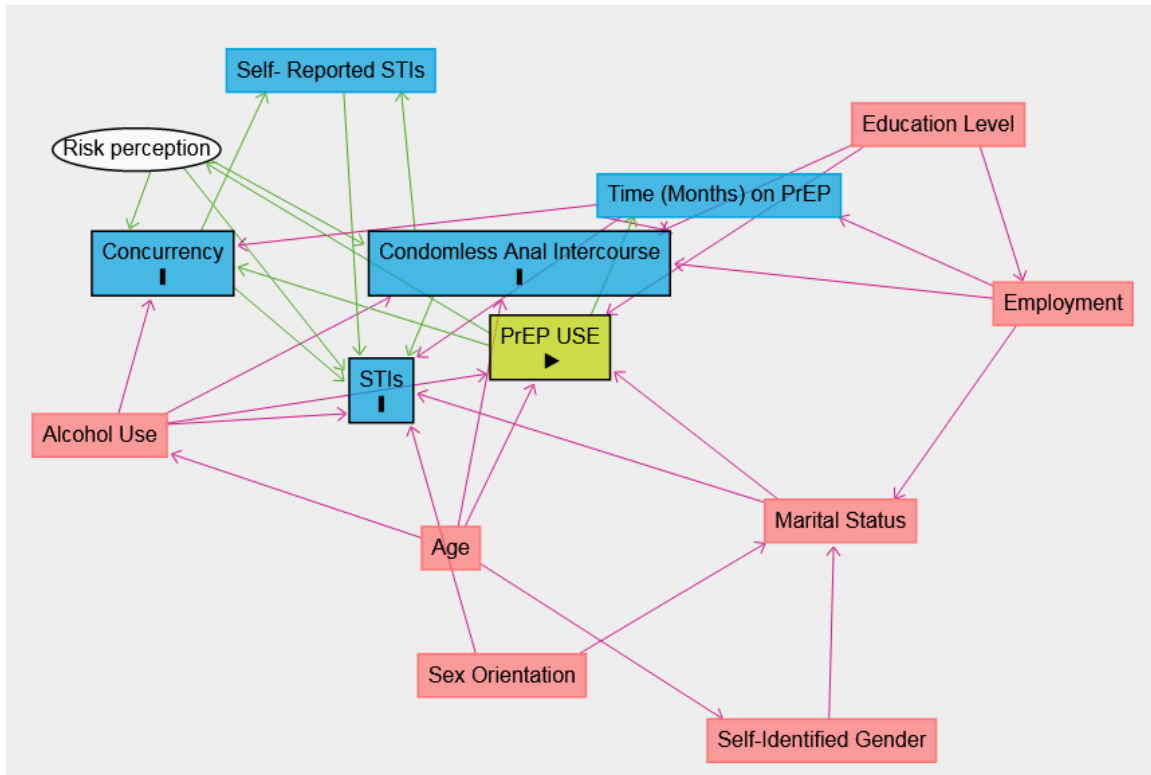 Self- Reported STIs
Education Level
Risk perception
Time (Months) on PrEP
Concurrency
Condomless Anal Intercourse
Employment
PrEP USE
STIs
Alcohol Use
Marital Status
Age
Sex Orientation
Self-Identified Gender